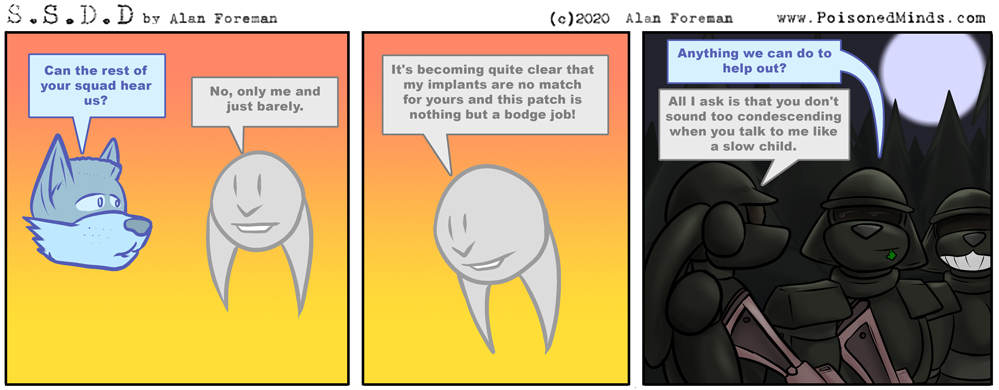 S.S.D.D by Alan Foreman (c)2020 Alan Foreman www.PoisonedMinds.com
Can the rest of
your squad hear
us?
No, only me and
just barely.
It's becoming quite clear that
my implants are no match
for yours and this patch is
nothing but a bodge job!
Anything we can do to
help out?
All I ask is that you don't
sound too condescending
when you talk to me like
a slow child.